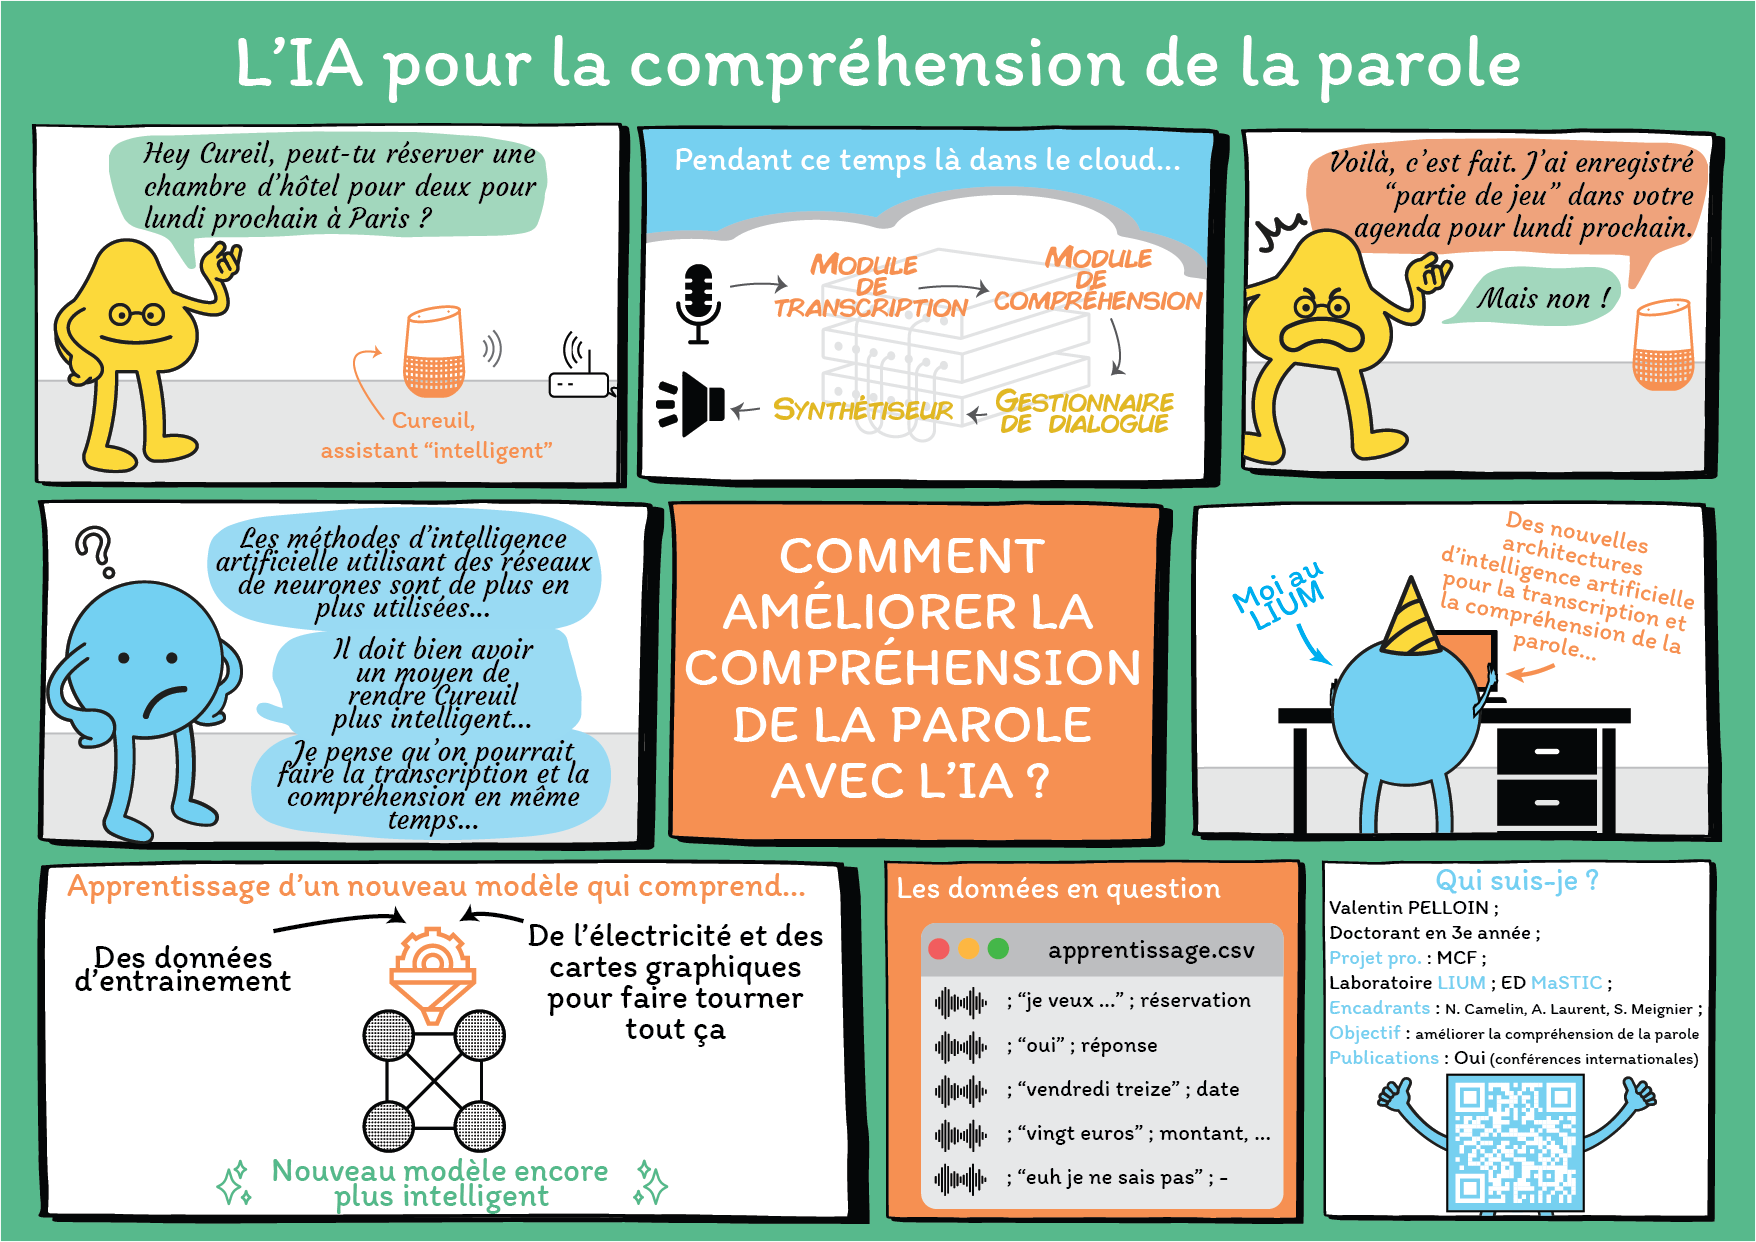 L'IA pour la compréhension de la parole
Hey Cureil, peut-tu réserver une
chambre d'hôtel pour deux pour
lundi prochain à Paris ?
Cureuil,
assistant “intelligent”
Pendant ce temps là dans le cloud...
MODULE
DE
TRANSCRIPTION
MODULE
DE
COMPRÉHENSION
SYNTHÉTISEUR
GESTIONNAIRE
DE DIALOGUE
Voilà, c'est fait. J'ai enregistré
“partie de jeu” dans votre
agenda pour lundi prochain.
Mais non !
Les méthodes d'intelligence
artificielle utilisant des réseaux
de neurones sont de plus en
plus utilisées...
Il doit bien avoir
un moyen de
rendre Cureuil
plus intelligent...
Je pense qu'on pourrait
faire la transcription et la
compréhension en même
temps...
COMMENT
AMÉLIORER LA
COMPRÉHENSION
DE LA PAROLE
AVEC L'IA ?
Moi au
LIUM
Des nouvelles
architectures
d'intelligence artificielle
pour la transcription et
la compréhension de la
parole...
Apprentissage d'un nouveau modèle qui comprend...
Des données
d'entrainement
De l'électricité et des
cartes graphiques
pour faire tourner
tout ça
Nouveau modèle encore
plus intelligent
Les données en question
apprentissage.csv
; “je veux ...” ; réservation
; “oui” ; réponse
; “vendredi treize” ; date
; “vingt euros” ; montant, ...
; “euh je ne sais pas” ; -
Qui suis-je ?
Valentin PELLOIN ;
Doctorant en 3e année ;
Projet pro. : MCF ;
Laboratoire LIUM ; ED MaSTIC ;
Encadrants : N. Camelin, A. Laurent, S. Meignier ;
Objectif : améliorer la compréhension de la parole
Publications : Oui (conférences internationales)